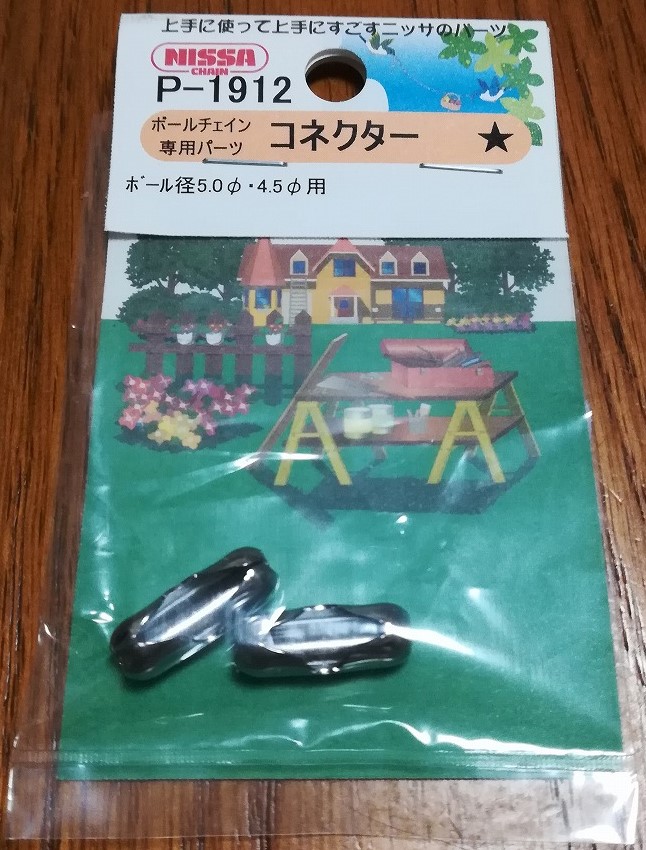 上手に使って上手にすごすニッサのパーツ
NISSA
CHAIN
P-1912
ボールチェイン
専用パーツ
コネクター ★
ﾎﾞｰﾙ径5.0φ・4.5φ用